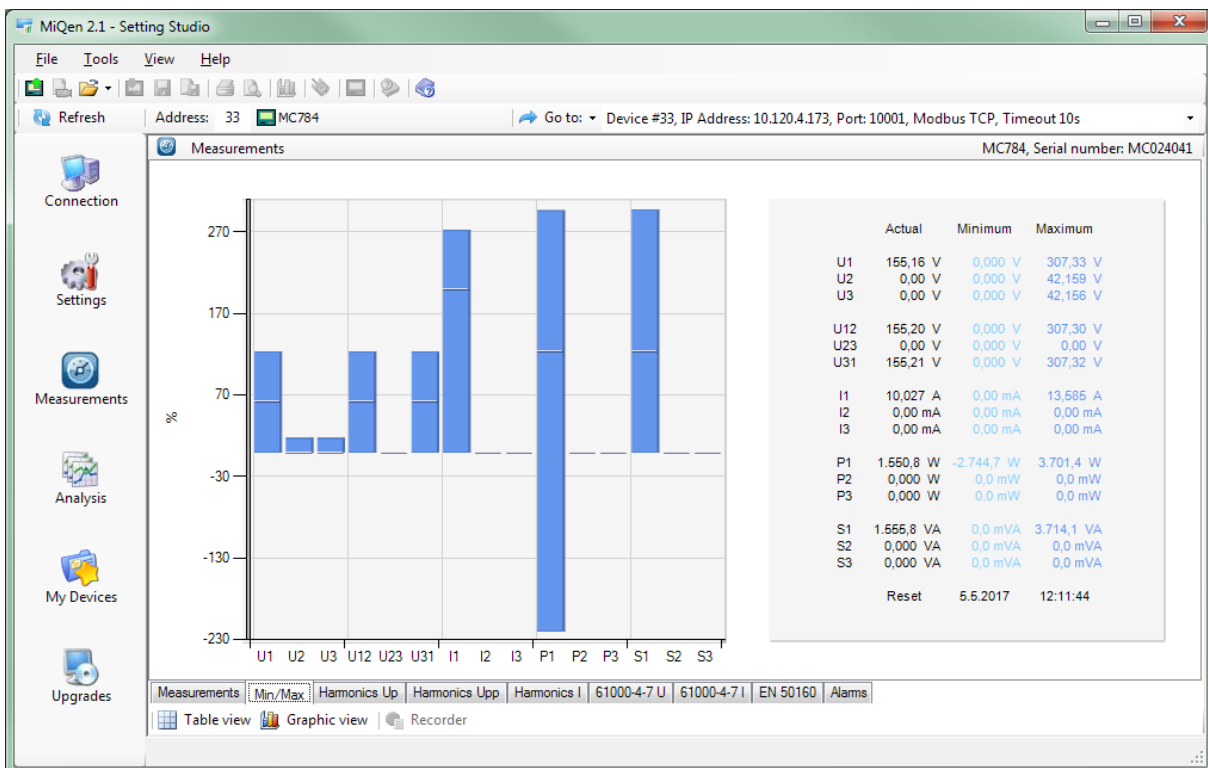 MiQen 2.1 - Setting Studio
File Tools View Help
Refresh Address: 33 MC784 Go to: Device #33, IP Address: 10.120.4.173, Port: 10001, Modbus TCP, Timeout 10s
Measurements MC784, Serial number: MC024041
Connection
Settings
Measurements
Analysis
My Devices
Upgrades
%
270
170
70
-30
-130
-230
U1 U2 U3 U12 U23 U31 I1 I2 I3 P1 P2 P3 S1 S2 S3
Actual Minimum Maximum
U1 155,16 V 0,000 V 307,33 V
U2 0,00 V 0,000 V 42,159 V
U3 0,00 V 0,000 V 42,156 V
U12 155,20 V 0,000 V 307,30 V
U23 0,00 V 0,000 V 0,00 V
U31 155,21 V 0,000 V 307,32 V
I1 10,027 A 0,00 mA 13,585 A
I2 0,00 mA 0,00 mA 0,00 mA
I3 0,00 mA 0,00 mA 0,00 mA
P1 1.550,8 W -2.744,7 W 3.701,4 W
P2 0,000 W 0,0 mW 0,0 mW
P3 0,000 W 0,0 mW 0,0 mW
S1 1.555,8 VA 0,0 mVA 3.714,1 VA
S2 0,000 VA 0,0 mVA 0,0 mVA
S3 0,000 VA 0,0 mVA 0,0 mVA
Reset 5.5.2017 12:11:44
Measurements Min/Max Harmonics Up Harmonics Upp Harmonics I 61000-4-7 U 61000-4-7 I EN 50160 Alarms
Table view Graphic view Recorder